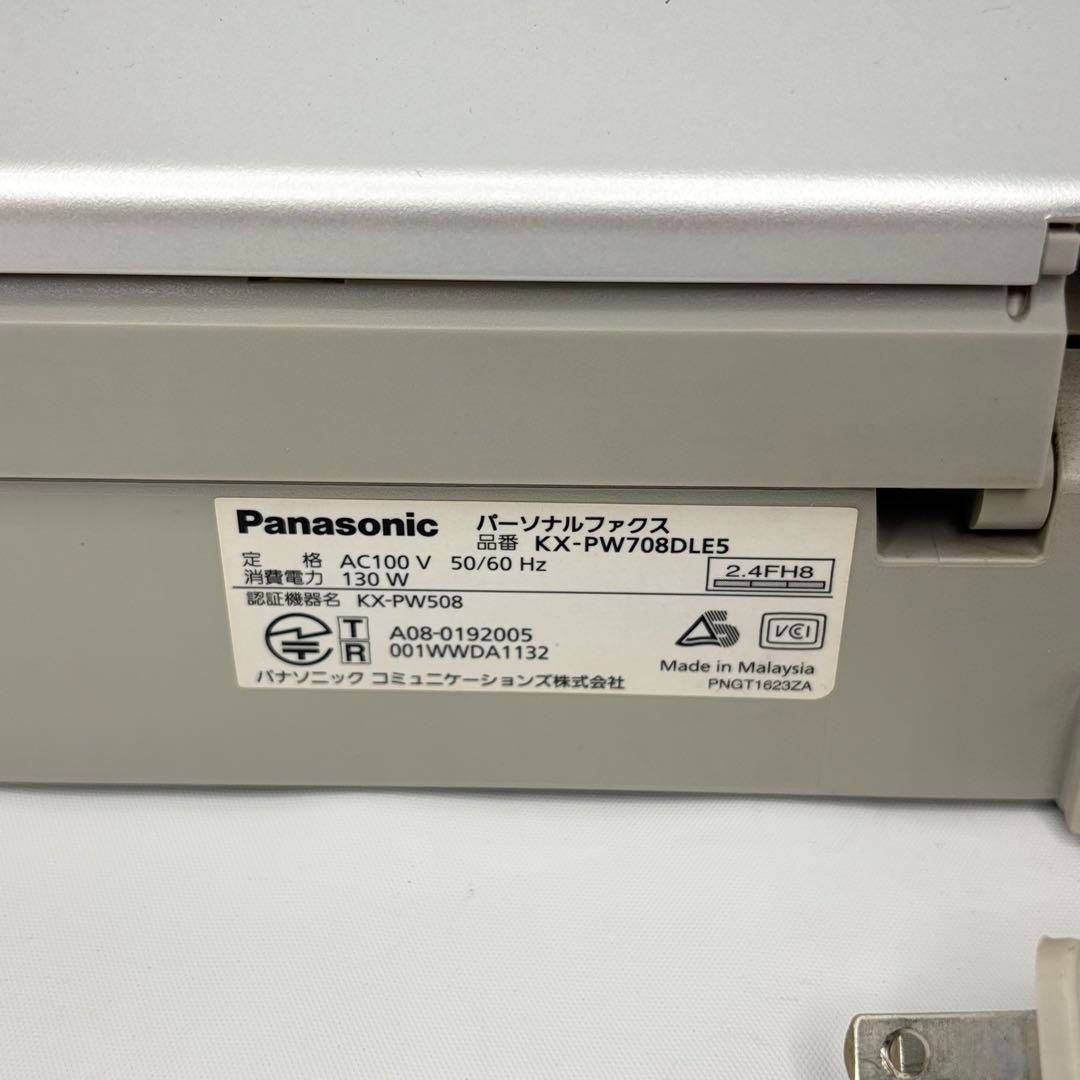 Panasonic パーソナルファクス
品番 KX-PW708DLE5
定 格 AC100 V 50/60 Hz
消費電力 130 W
2.4FH8
認証機器名 KX-PW508
T A08-0192005
R 001WWDA1132
VCI
Made in Malaysia
パナソニック コミュニケーションズ株式会社
PNGT1623ZA